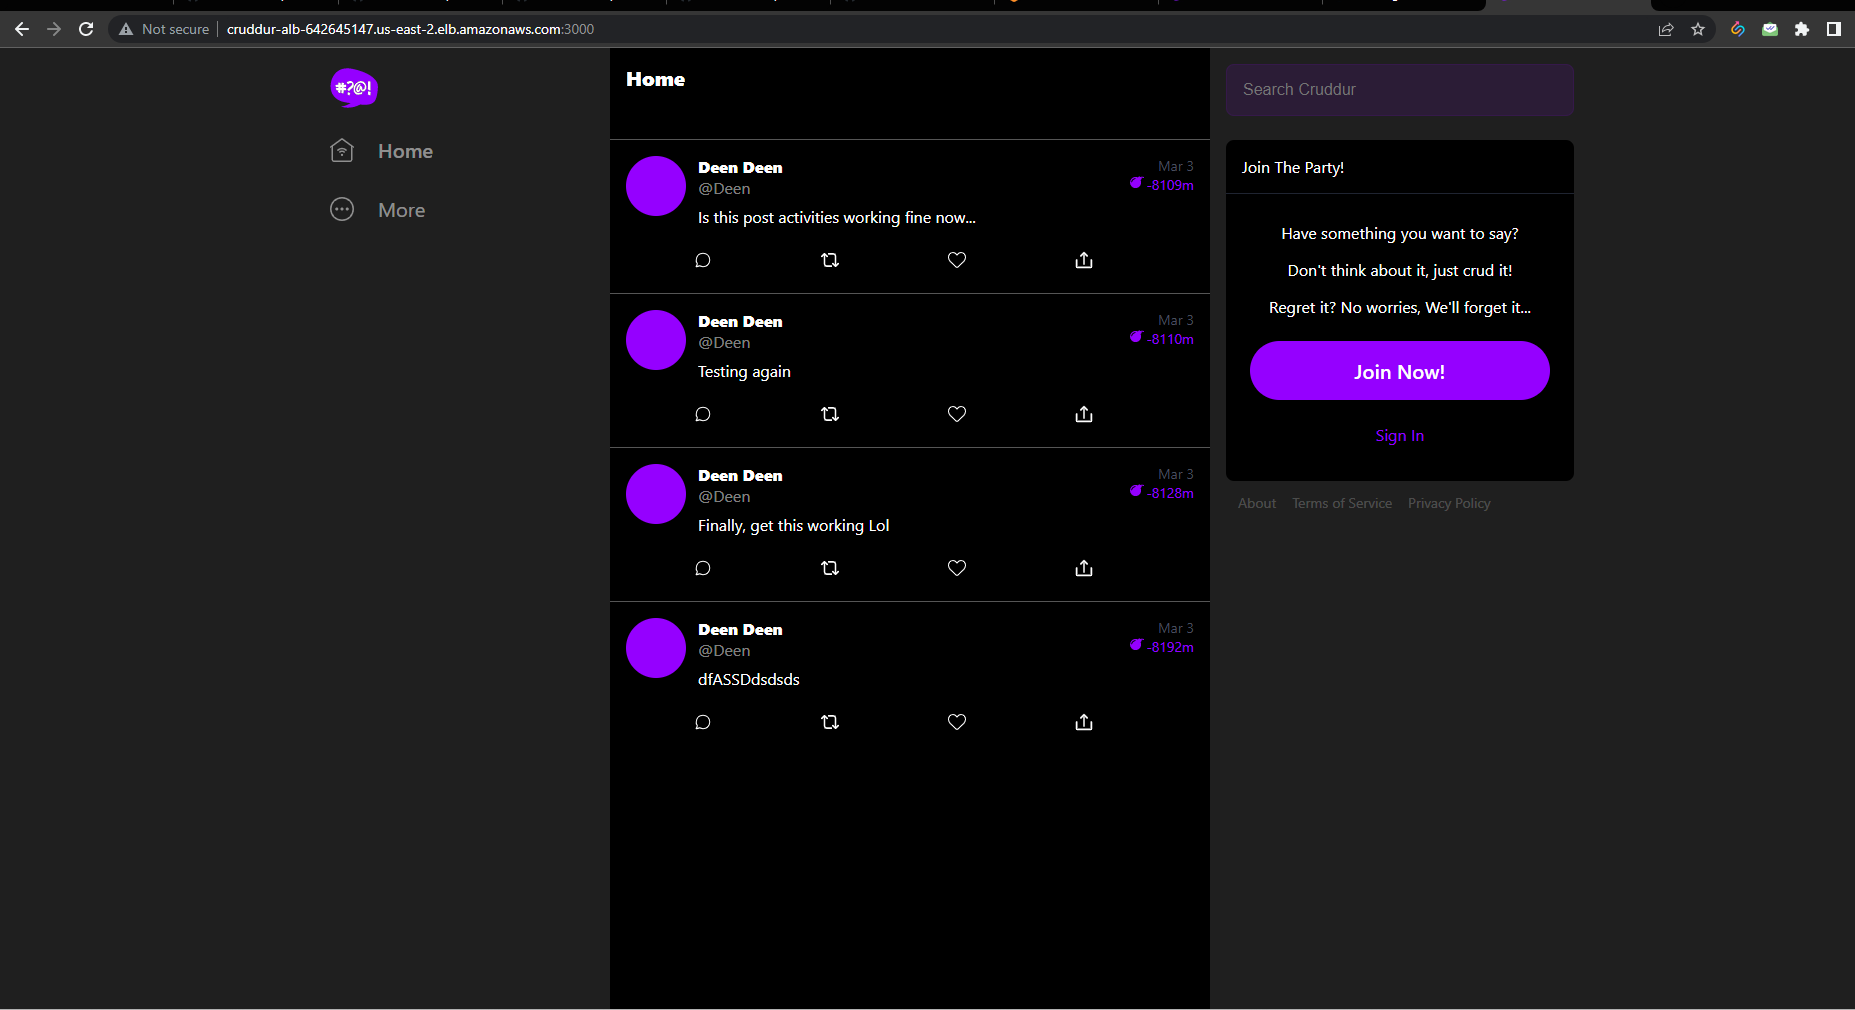 Not secure | cruddur-alb-642645147.us-east-2.elb.amazonaws.com:3000
#?@!
Home
More
Home
Deen Deen
@Deen
Mar 3
-8109m
Is this post activities working fine now...
Deen Deen
@Deen
Mar 3
-8110m
Testing again
Deen Deen
@Deen
Mar 3
-8128m
Finally, get this working Lol
Deen Deen
@Deen
Mar 3
-8192m
dfASSDdsdsds
Search Cruddur
Join The Party!
Have something you want to say?
Don't think about it, just crud it!
Regret it? No worries, We'll forget it...
Join Now!
Sign In
About Terms of Service Privacy Policy